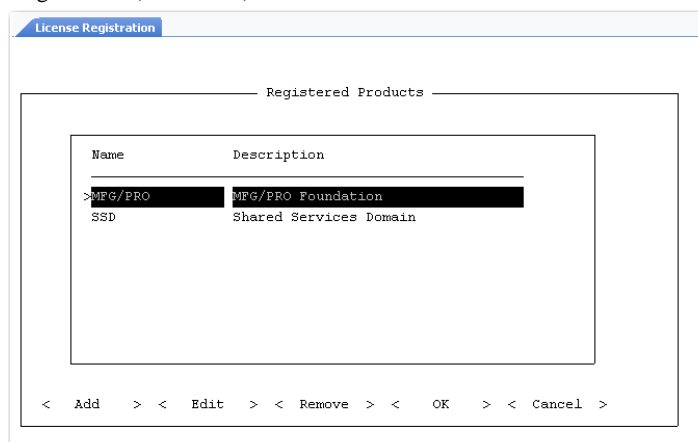 License Registration
Registered Products
Name Description
>MFG/PRO MFG/PRO Foundation
SSD Shared Services Domain
< Add > < Edit > < Remove > < OK > < Cancel >